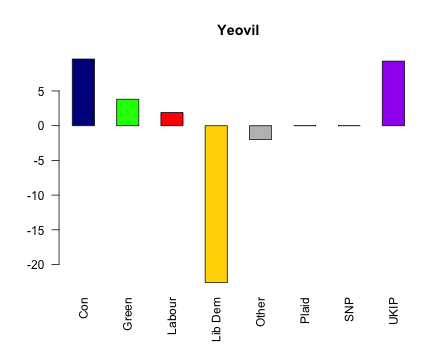 Yeovil
5
0
-5
-10
-15
-20
Con
Green
Labour
Lib Dem
Other
Plaid
SNP
UKIP